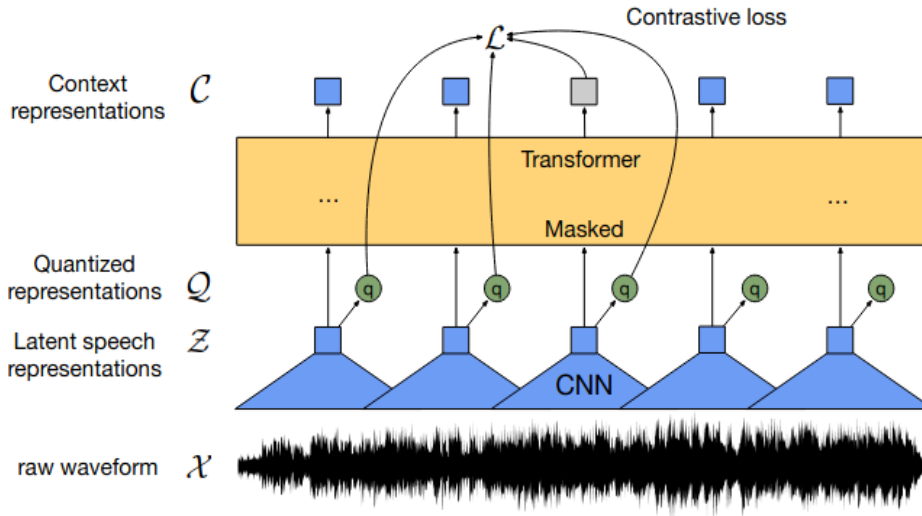 Contrastive loss
ℒ
Context
representations
𝒞
Transformer
... ...
Masked
Quantized
representations
𝒬
q q q q q
Latent speech
representations
𝒵
CNN
raw waveform
𝒳